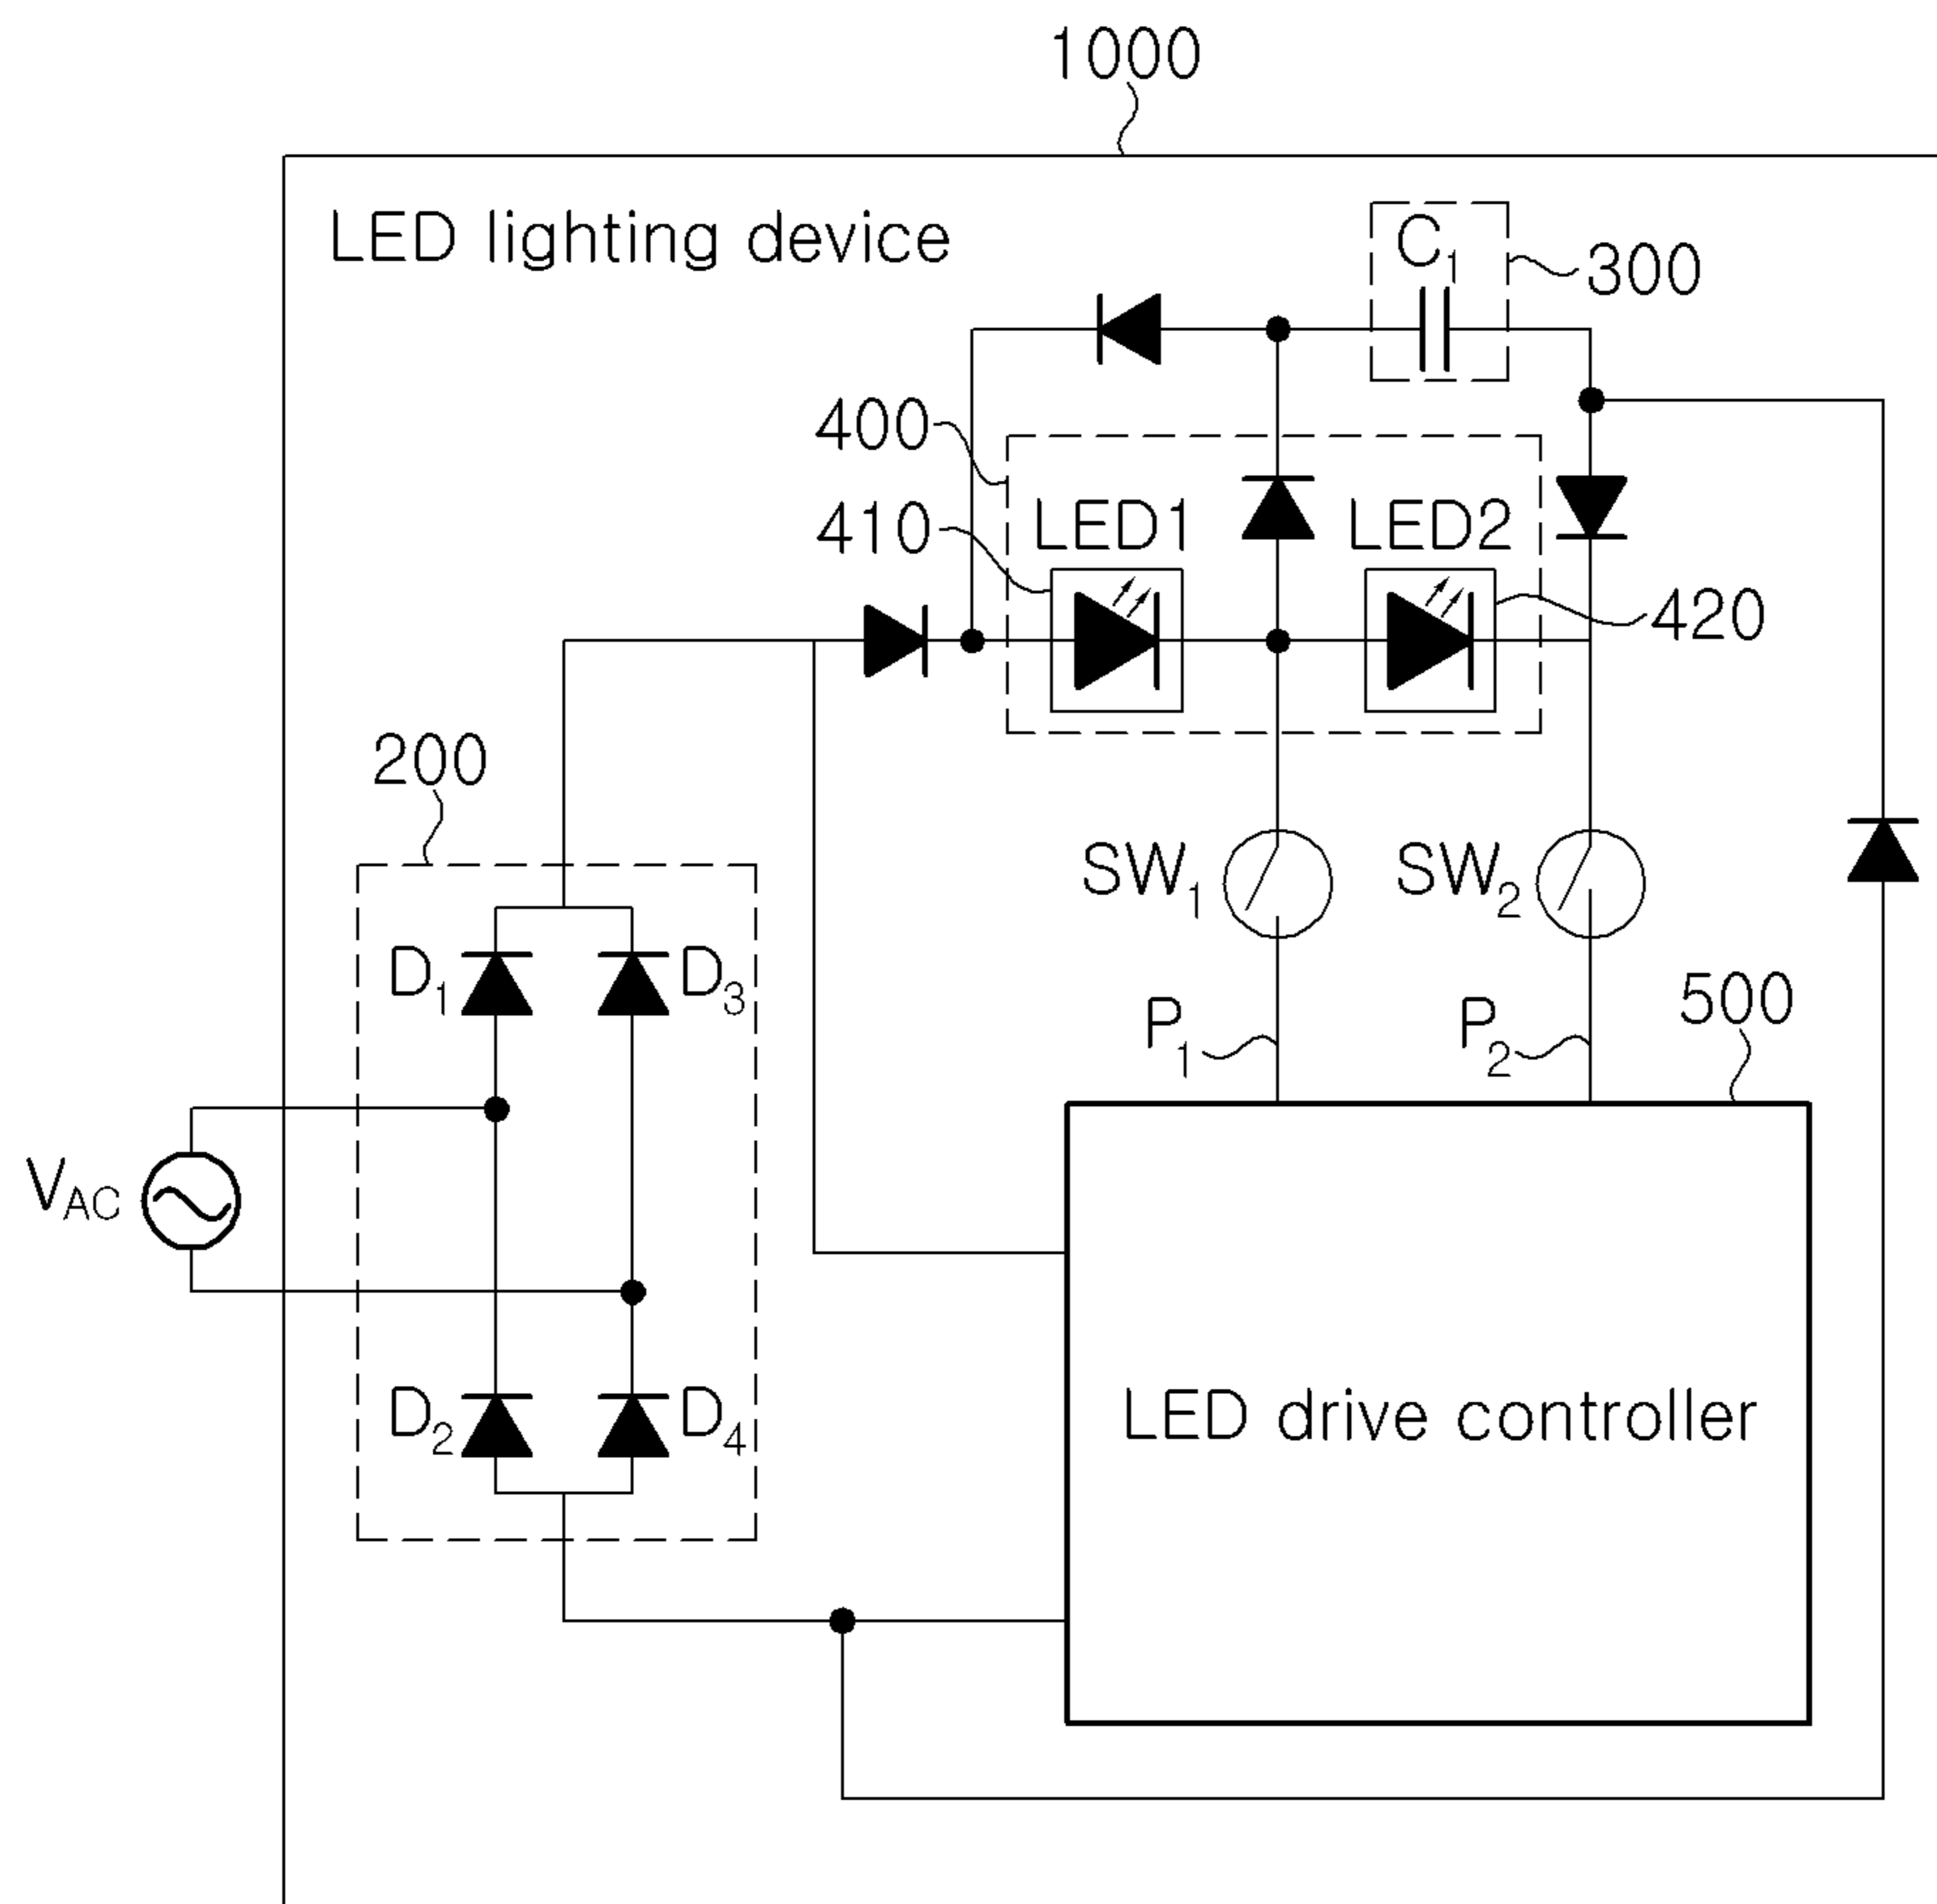 1000
LED lighting device
C1
300
400
410
LED1
LED2
420
200
SW1
SW2
D1
D3
P1
P2
500
VAC
D2
D4
LED drive controller